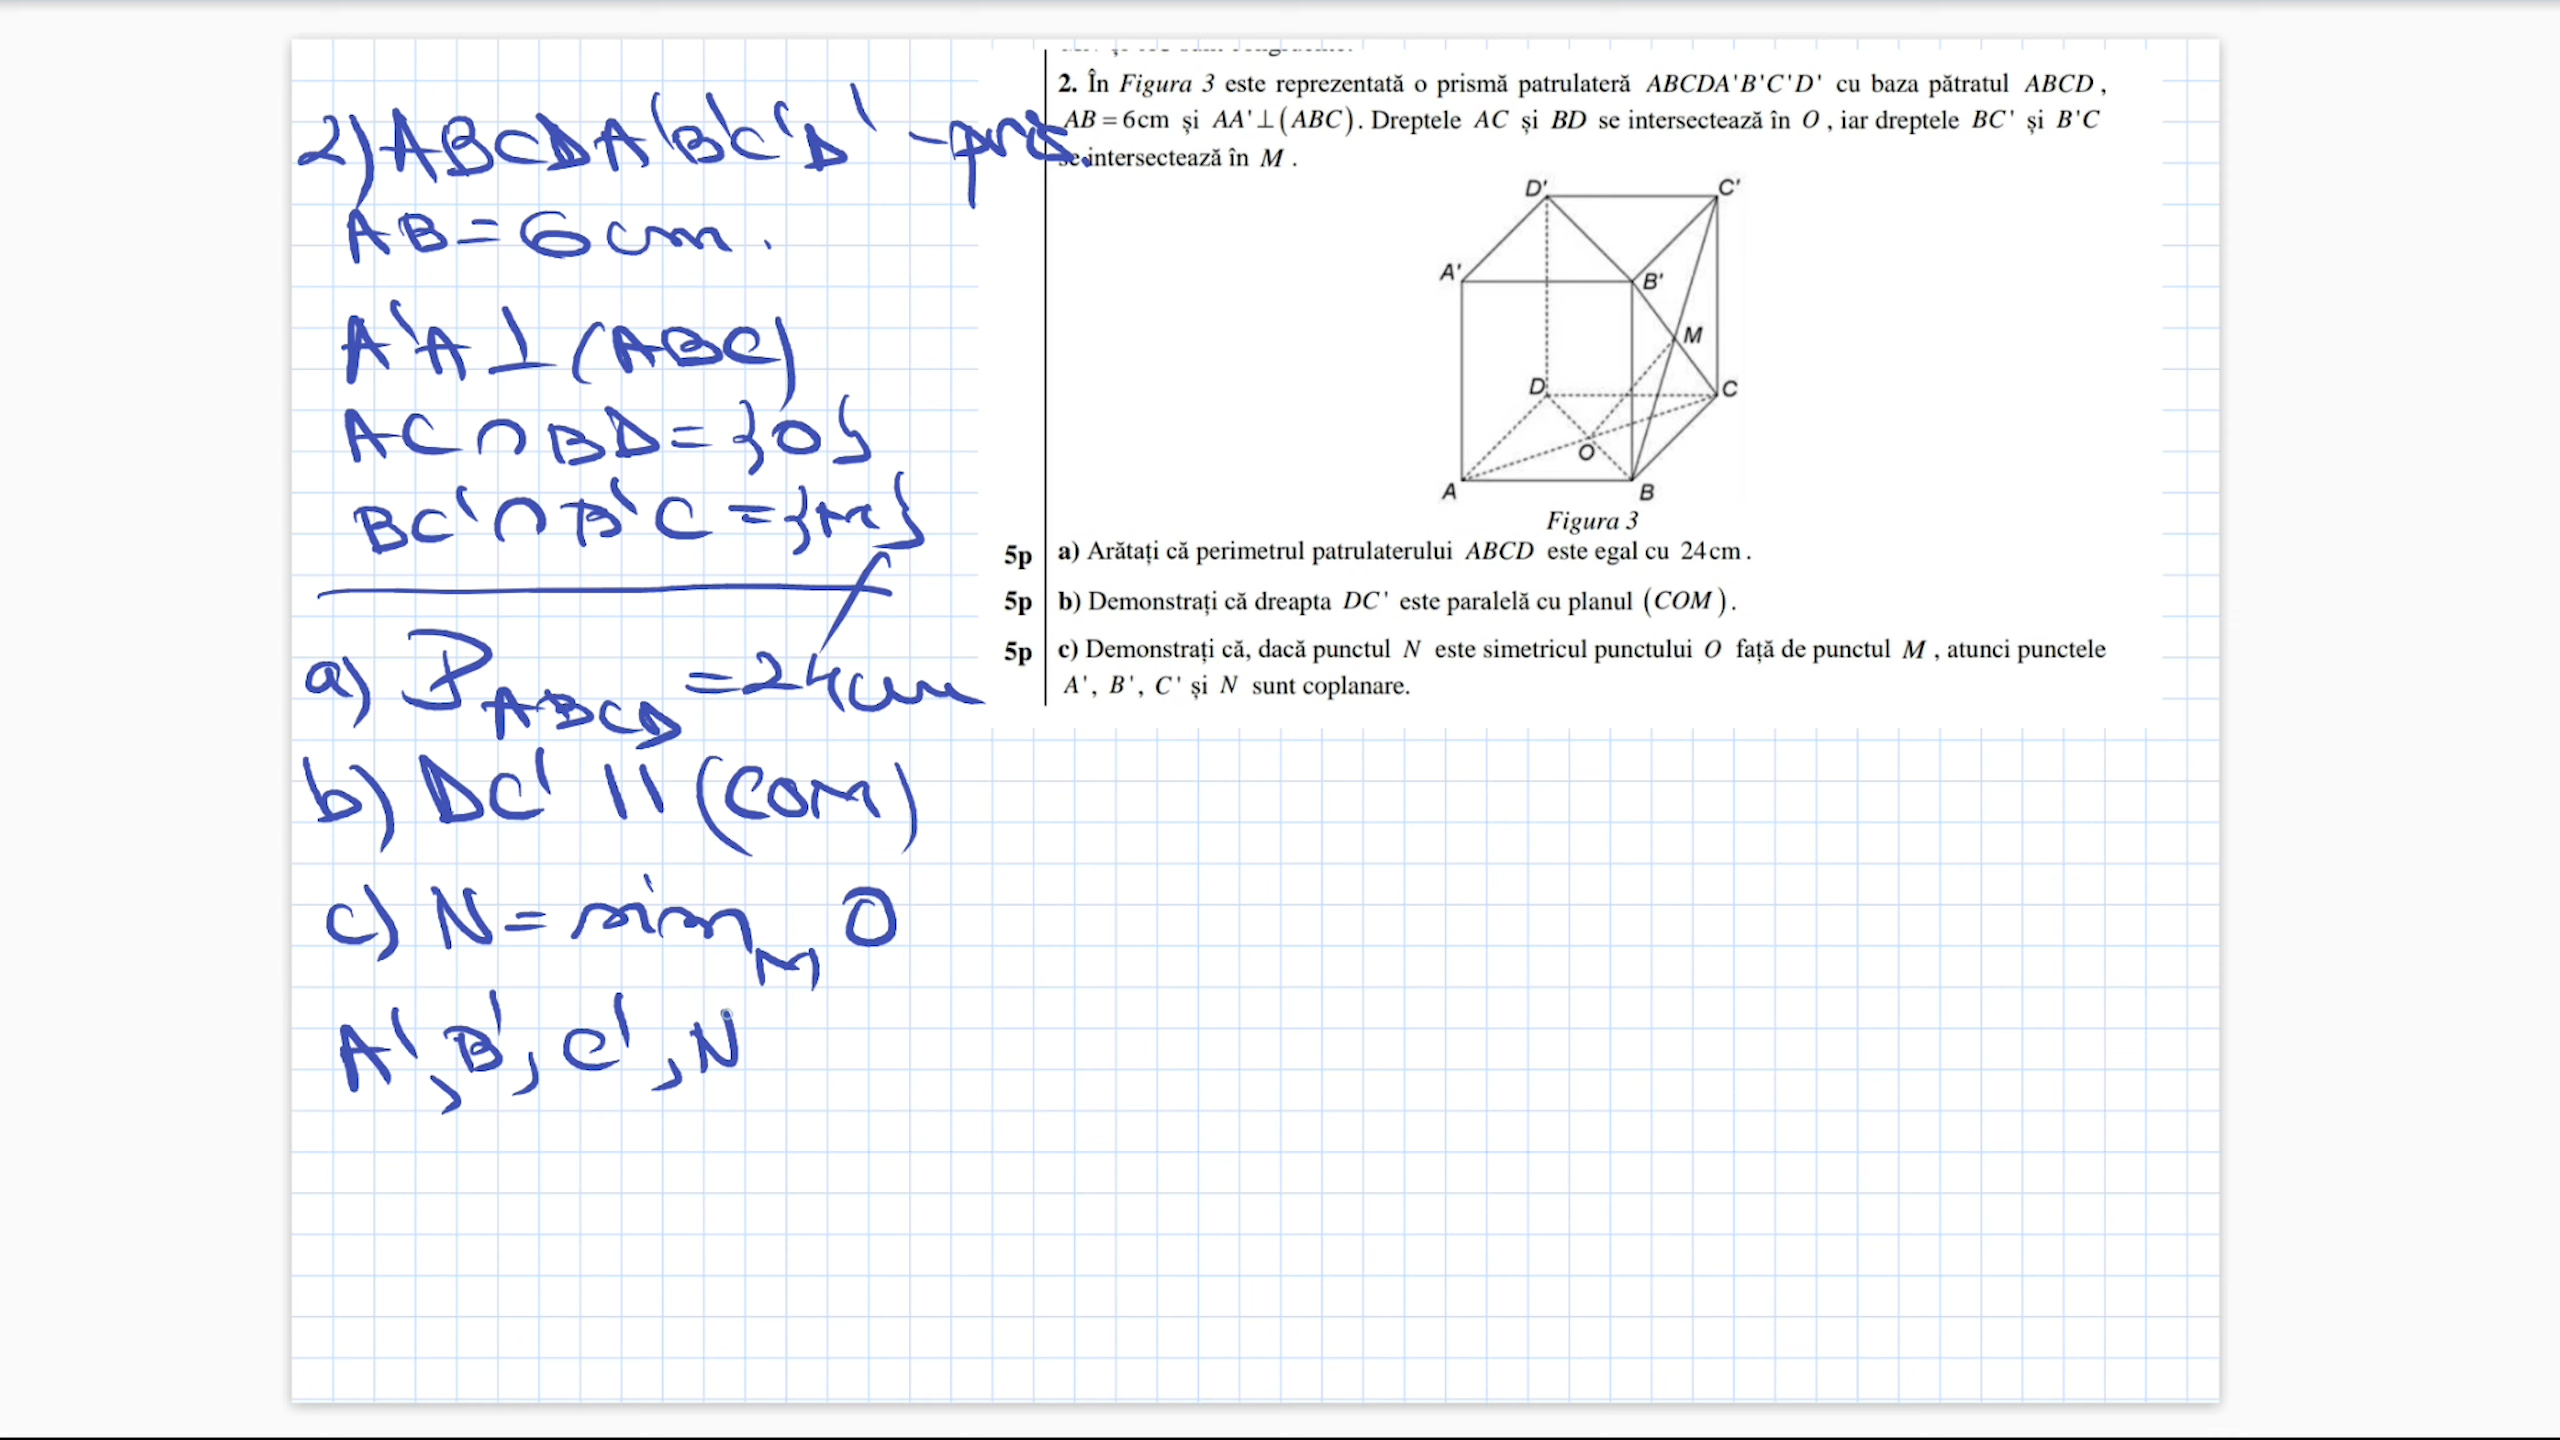 2) ABCDA'B'C'D' - pris.
AB = 6 cm.
A'A ⊥ (ABC)
AC ∩ BD = {O}
BC' ∩ B'C = {M}
a) P ABCD = 24 cm
b) DC' || (COM)
c) N = sim M O
A', B', C', N
2. În Figura 3 este reprezentată o prismă patrulateră ABCDA'B'C'D' cu baza pătratul ABCD,
AB = 6cm și AA' ⊥ (ABC). Dreptele AC și BD se intersectează în O, iar dreptele BC' și B'C
se intersectează în M.
D' C'
A' B'
M
D C
O
A B
Figura 3
5p a) Arătați că perimetrul patrulaterului ABCD este egal cu 24cm.
5p b) Demonstrați că dreapta DC' este paralelă cu planul (COM).
5p c) Demonstrați că, dacă punctul N este simetricul punctului O față de punctul M, atunci punctele
A', B', C' și N sunt coplanare.